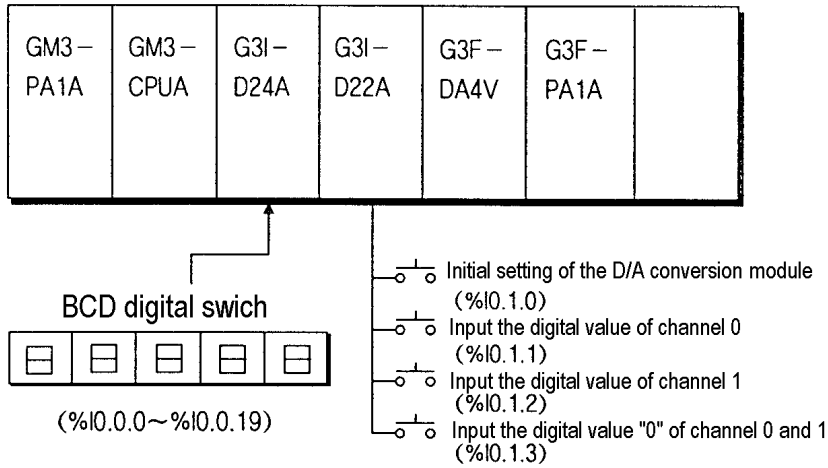 GM3-
PA1A
GM3-
CPUA
G3I-
D24A
G3I-
D22A
G3F-
DA4V
G3F-
PA1A
Initial setting of the D/A conversion module
(%I0.1.0)
BCD digital swich
Input the digital value of channel 0
(%I0.1.1)
Input the digital value of channel 1
(%I0.1.2)
(%I0.0.0~%I0.0.19)
Input the digital value "0" of channel 0 and 1
(%I0.1.3)